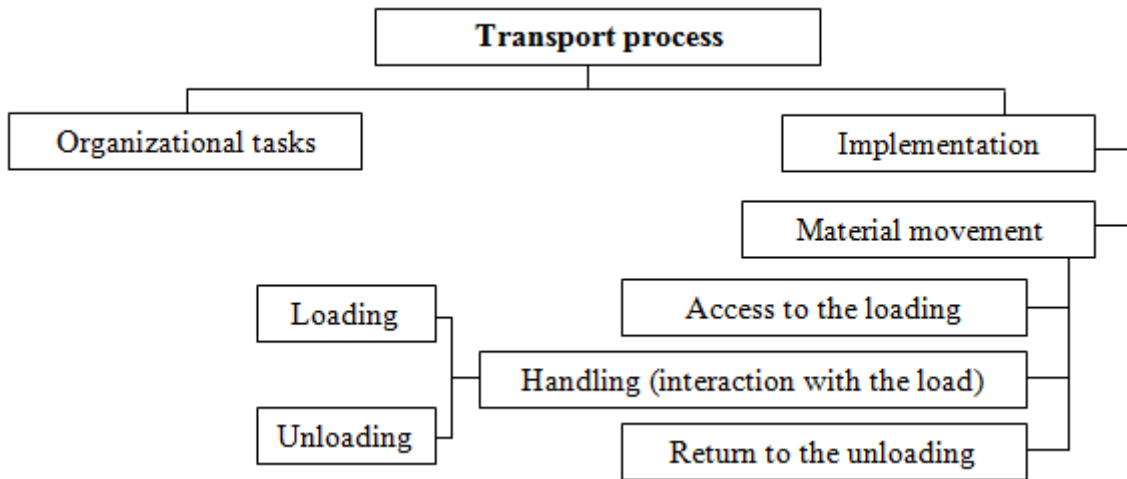 Transport process
Organizational tasks
Implementation
Material movement
Access to the loading
Loading
Handling (interaction with the load)
Unloading
Return to the unloading